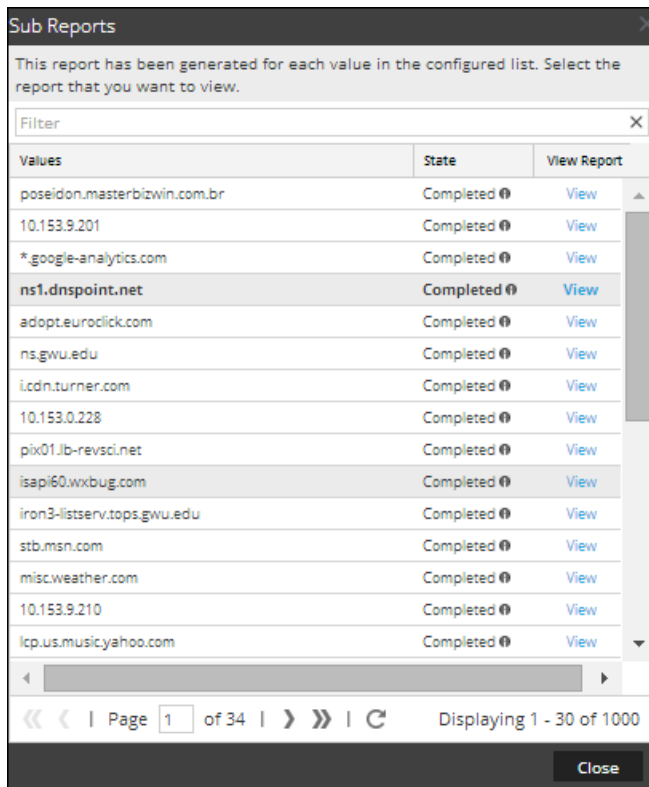 Sub Reports
This report has been generated for each value in the configured list. Select the
report that you want to view.
Filter
Values State View Report
poseidon.masterbizwin.com.br Completed View
10.153.9.201 Completed View
*.google-analytics.com Completed View
ns1.dnspoint.net Completed View
adopt.euroclick.com Completed View
ns.gwu.edu Completed View
i.cdn.turner.com Completed View
10.153.0.228 Completed View
pix01.lb-revsci.net Completed View
isapi60.wxbug.com Completed View
iron3-listserv.tops.gwu.edu Completed View
stb.msn.com Completed View
misc.weather.com Completed View
10.153.9.210 Completed View
lcp.us.music.yahoo.com Completed View
Page 1 of 34 Displaying 1 - 30 of 1000
Close